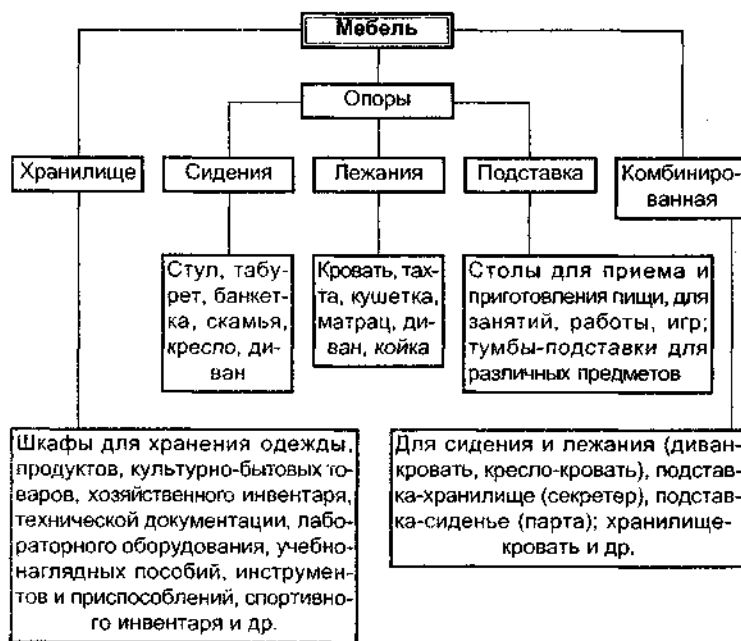 Мебель
Опоры
Хранилище
Сидения
Лежания
Подставка
Комбиниро-
ванная
Стул, табу-
рет, банкет-
ка, скамья,
кресло, ди-
ван
Кровать, тах-
та, кушетка,
матрац, ди-
ван, койка
Столы для приема и
приготовления пищи, для
занятий, работы, игр;
тумбы-подставки для
различных предметов
Шкафы для хранения одежды,
продуктов, культурно-бытовых то-
варов, хозяйственного инвентаря,
технической документации, лабо-
раторного оборудования, учебно-
наглядных пособий, инструмен-
тов и приспособлений, спортивно-
го инвентаря и др.
Для сидения и лежания (диван-
кровать, кресло-кровать), подстав-
ка-хранилище (секретер), подстав-
ка-сиденье (парта); хранилище-
кровать и др.